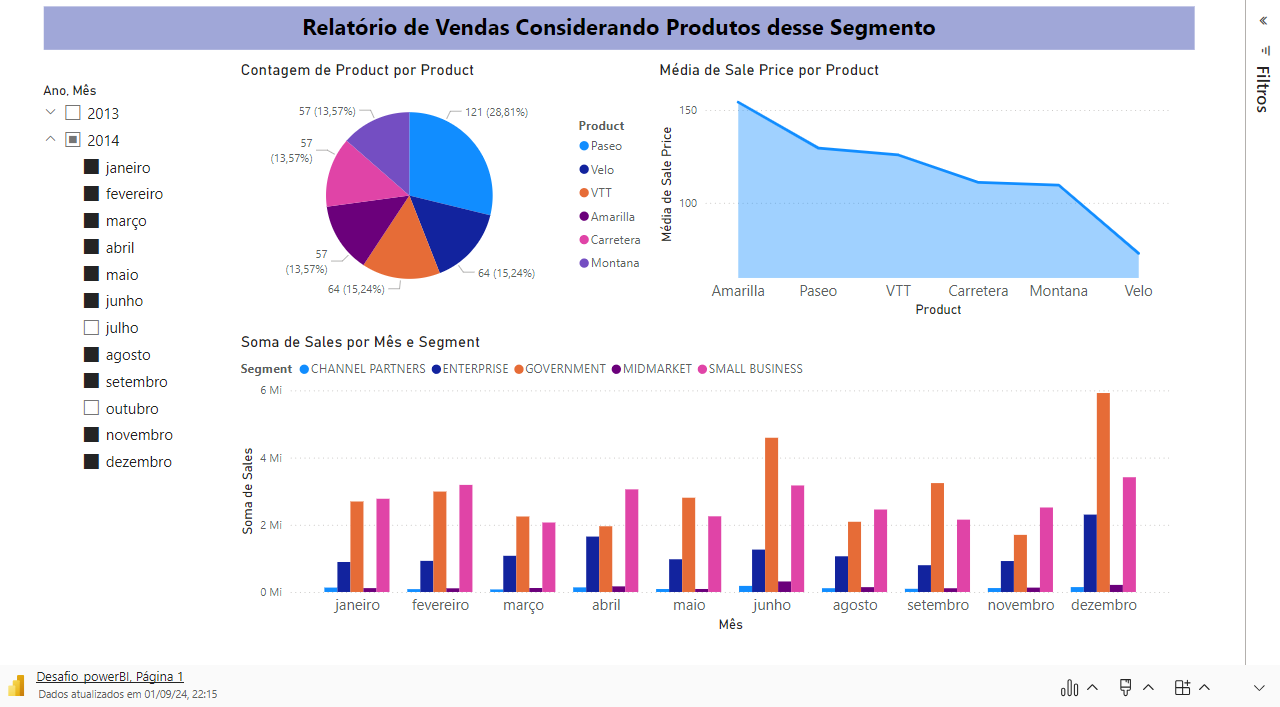 Relatório de Vendas Considerando Produtos desse Segmento
Filtros
Ano, Mês
2013
2014
janeiro
fevereiro
março
abril
maio
junho
julho
agosto
setembro
outubro
novembro
dezembro
Contagem de Product por Product
57 (13,57%)
121 (28,81%)
57
(13,57%)
57
(13,57%)
64 (15,24%)
64 (15,24%)
Product
Paseo
Velo
VTT
Amarilla
Carretera
Montana
Média de Sale Price por Product
Média de Sale Price
150
100
Amarilla Paseo VTT Carretera Montana Velo
Product
Soma de Sales por Mês e Segment
Segment CHANNEL PARTNERS ENTERPRISE GOVERNMENT MIDMARKET SMALL BUSINESS
Soma de Sales
6 Mi
4 Mi
2 Mi
0 Mi
janeiro fevereiro março abril maio junho agosto setembro novembro dezembro
Mês
Desafio_powerBI, Página 1
Dados atualizados em 01/09/24, 22:15